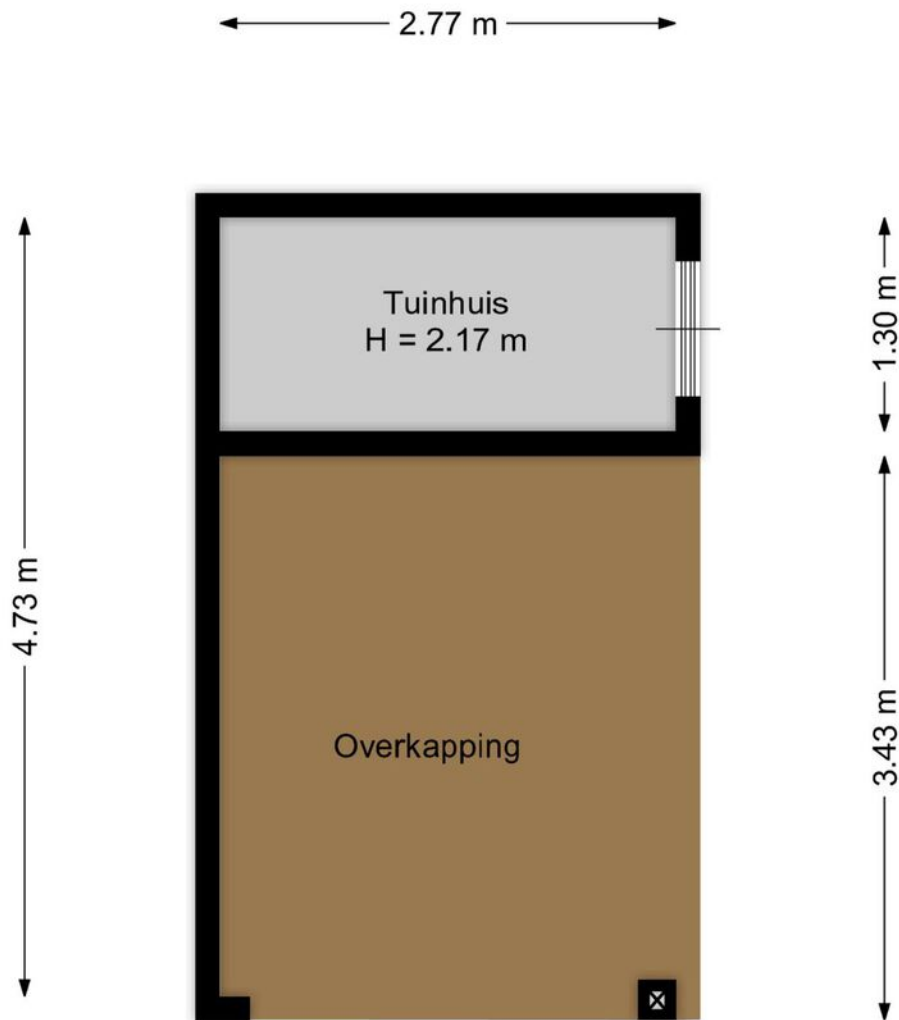 2.77 m
Tuinhuis
H = 2.17 m
1.30 m
4.73 m
3.43 m
Overkapping